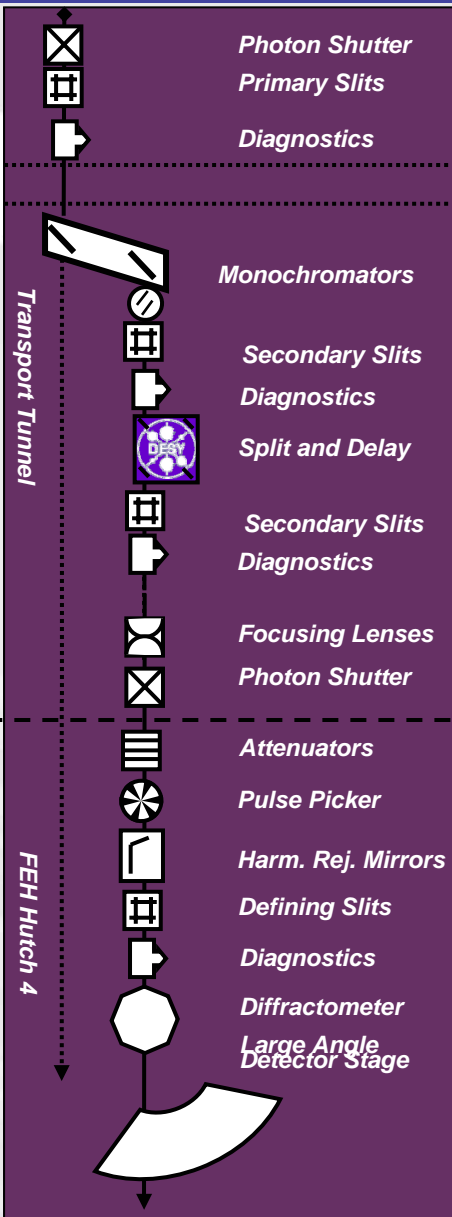 Photon Shutter
Primary Slits
Diagnostics
Monochromators
Transport Tunnel
Secondary Slits
Diagnostics
DESY
Split and Delay
Secondary Slits
Diagnostics
Focusing Lenses
Photon Shutter
Attenuators
Pulse Picker
FEH Hutch 4
Harm. Rej. Mirrors
Defining Slits
Diagnostics
Diffractometer
Large Angle
Detector Stage